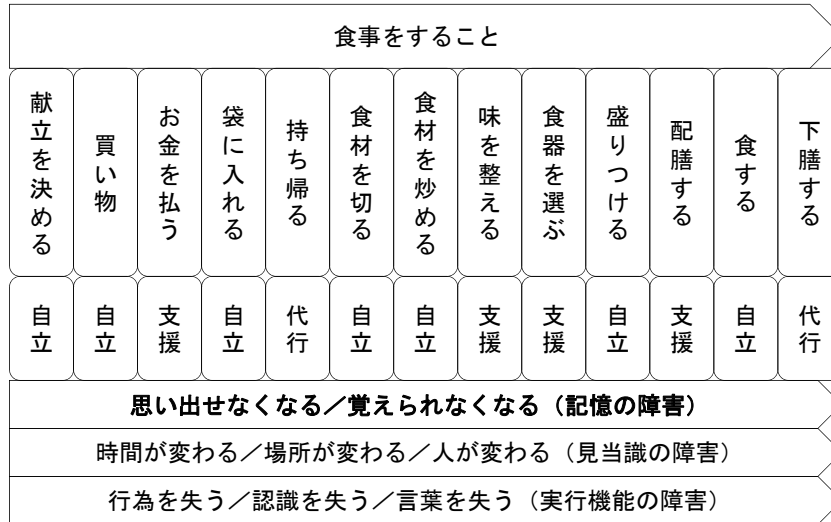 食事をすること
献立を決める
買い物
お金を払う
袋に入れる
持ち帰る
食材を切る
食材を炒める
味を整える
食器を選ぶ
盛りつける
配膳する
食する
下膳する
自立
自立
支援
自立
代行
自立
自立
支援
支援
自立
支援
自立
代行
思い出せなくなる／覚えられなくなる（記憶の障害）
時間が変わる／場所が変わる／人が変わる（見当識の障害）
行為を失う／認識を失う／言葉を失う（実行機能の障害）